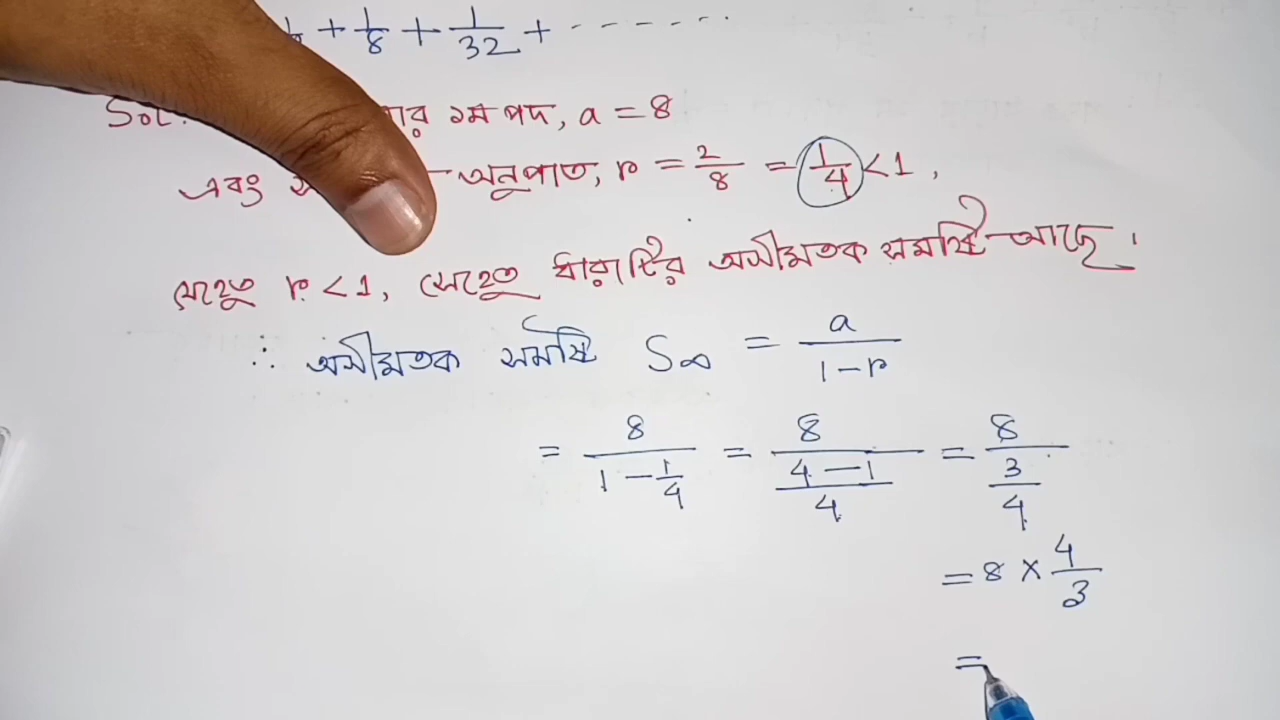 + 1/8 + 1/32 + - - - - - - . .
Sol: ১ম পদ, a = 8
এবং অনুপাত, r = 2/8 = 1/4 < 1,
যেহেতু r < 1, সেহেতু ধারাটির অসীমতক সমষ্টি আছে।
∴ অসীমতক সমষ্টি S∞ = a/(1-r)
= 8/(1 - 1/4) = 8/((4-1)/4) = 8/(3/4)
= 8 × 4/3
=